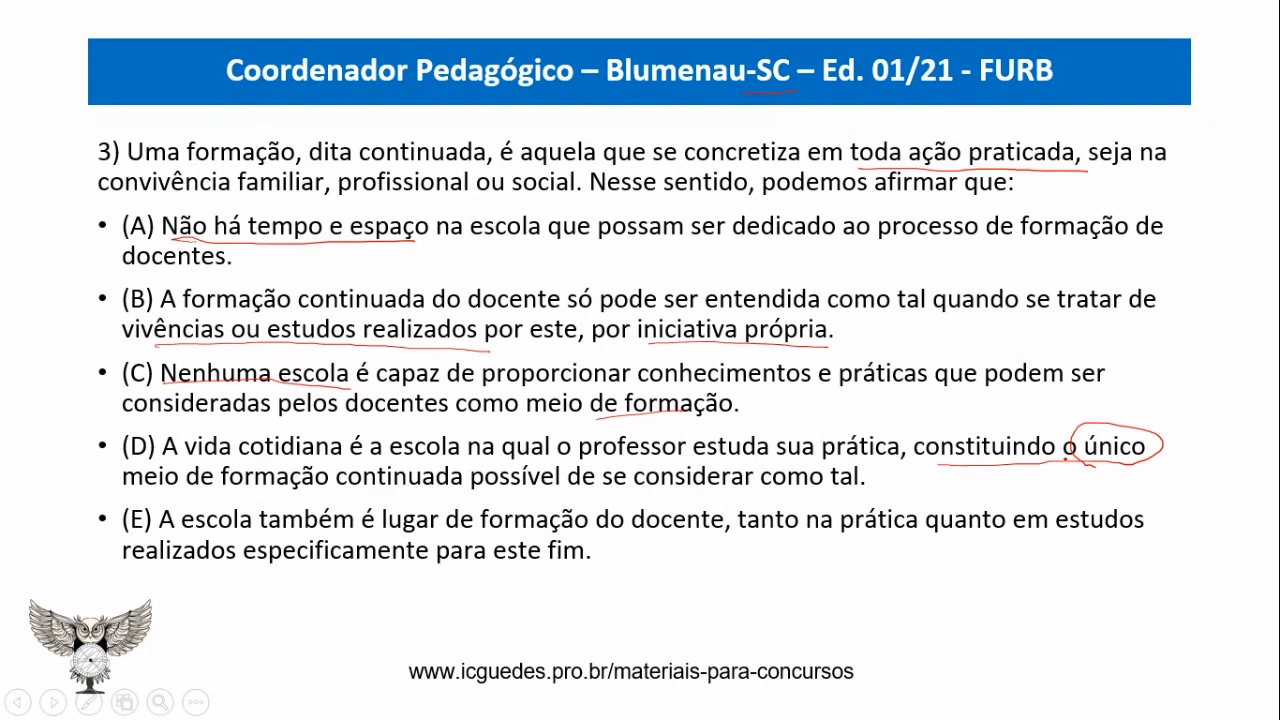 Coordenador Pedagógico – Blumenau-SC – Ed. 01/21 - FURB
3) Uma formação, dita continuada, é aquela que se concretiza em toda ação praticada, seja na
convivência familiar, profissional ou social. Nesse sentido, podemos afirmar que:
• (A) Não há tempo e espaço na escola que possam ser dedicado ao processo de formação de
docentes.
• (B) A formação continuada do docente só pode ser entendida como tal quando se tratar de
vivências ou estudos realizados por este, por iniciativa própria.
• (C) Nenhuma escola é capaz de proporcionar conhecimentos e práticas que podem ser
consideradas pelos docentes como meio de formação.
• (D) A vida cotidiana é a escola na qual o professor estuda sua prática, constituindo o único
meio de formação continuada possível de se considerar como tal.
• (E) A escola também é lugar de formação do docente, tanto na prática quanto em estudos
realizados especificamente para este fim.
www.icguedes.pro.br/materiais-para-concursos